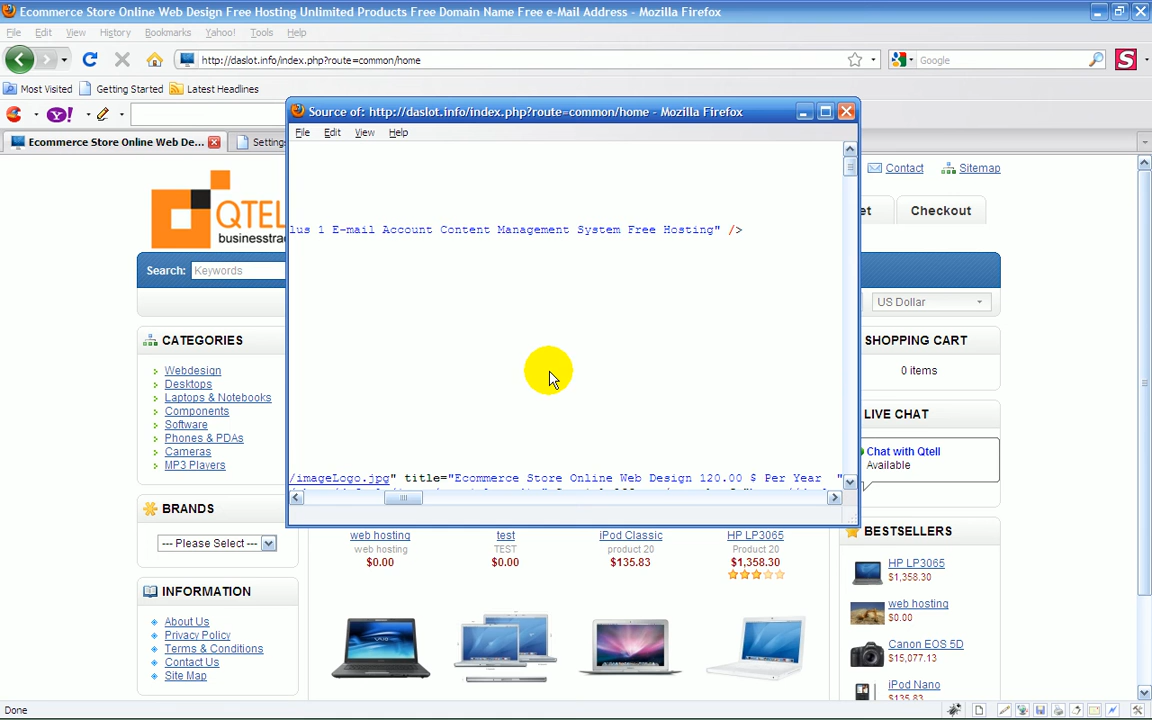 Ecommerce Store Online Web Design Free Hosting Unlimited Products Free Domain Name Free e-Mail Address - Mozilla Firefox
File Edit View History Bookmarks Yahoo! Tools Help
http://daslot.info/index.php?route=common/home
Google
S
Most Visited Getting Started Latest Headlines
Y!
Ecommerce Store Online Web De...
Settings
Source of: http://daslot.info/index.php?route=common/home - Mozilla Firefox
File Edit View Help
lus 1 E-mail Account Content Management System Free Hosting" />
/imageLogo.jpg" title="Ecommerce Store Online Web Design 120.00 $ Per Year "
Contact Sitemap
QTELL
businesstrad
et
Checkout
Search: Keywords
US Dollar
CATEGORIES
Webdesign
Desktops
Laptops & Notebooks
Components
Software
Phones & PDAs
Cameras
MP3 Players
BRANDS
--- Please Select ---
INFORMATION
About Us
Privacy Policy
Terms & Conditions
Contact Us
Site Map
web hosting
web hosting
$0.00
test
TEST
$0.00
iPod Classic
product 20
$135.83
HP LP3065
Product 20
$1,358.30
SHOPPING CART
0 items
LIVE CHAT
Chat with Qtell
Available
BESTSELLERS
HP LP3065
$1,358.30
web hosting
$0.00
Canon EOS 5D
$15,077.13
iPod Nano
$135.83
Done